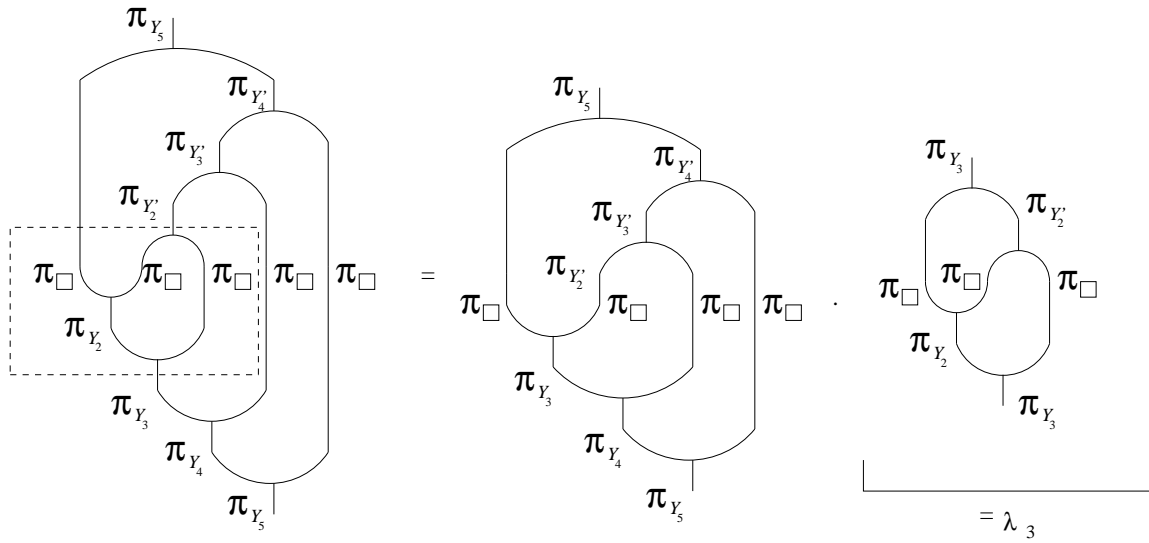 π_{Y_5}
π_{Y'_4}
π_{Y'_3}
π_{Y'_2}
π_□ π_□ π_□ π_□ π_□
π_{Y_2}
π_{Y_3}
π_{Y_4}
π_{Y_5}
=
π_{Y_5}
π_{Y'_4}
π_{Y'_3}
π_{Y'_2}
π_□ π_□ π_□ π_□
π_{Y_3}
π_{Y_4}
π_{Y_5}
.
π_{Y_3}
π_{Y'_2}
π_□ π_□ π_□
π_{Y_2}
π_{Y_3}
= λ_3